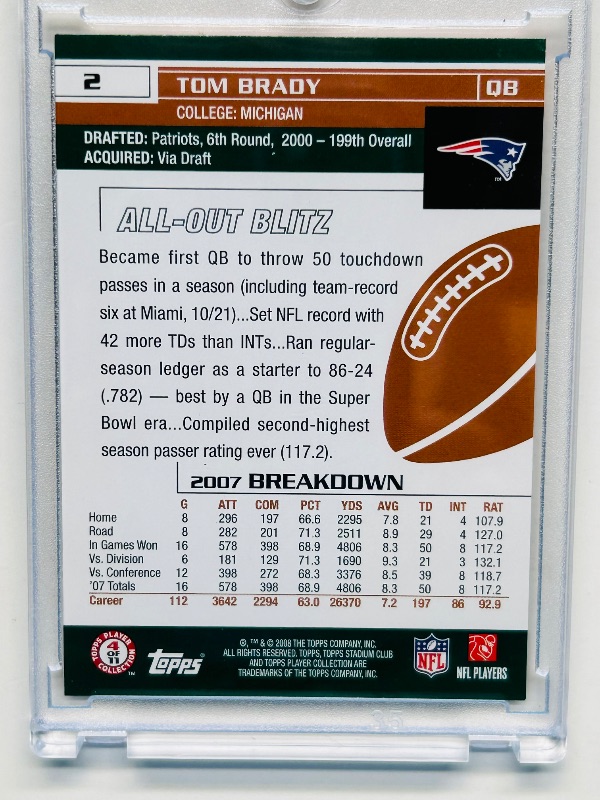 2
TOM BRADY
QB
COLLEGE: MICHIGAN
DRAFTED: Patriots, 6th Round, 2000 – 199th Overall
ACQUIRED: Via Draft
TM
ALL-OUT BLITZ
Became first QB to throw 50 touchdown
passes in a season (including team-record
six at Miami, 10/21)...Set NFL record with
42 more TDs than INTs...Ran regular-
season ledger as a starter to 86-24
(.782) — best by a QB in the Super
Bowl era...Compiled second-highest
season passer rating ever (117.2).
2007 BREAKDOWN
G ATT COM PCT YDS AVG TD INT RAT
Home 8 296 197 66.6 2295 7.8 21 4 107.9
Road 8 282 201 71.3 2511 8.9 29 4 127.0
In Games Won 16 578 398 68.9 4806 8.3 50 8 117.2
Vs. Division 6 181 129 71.3 1690 9.3 21 3 132.1
Vs. Conference 12 398 272 68.3 3376 8.5 39 8 118.7
'07 Totals 16 578 398 68.9 4806 8.3 50 8 117.2
Career 112 3642 2294 63.0 26370 7.2 197 86 92.9
TOPPS PLAYER COLLECTION
4 OF 11
TM
TOPPS
®, ™ & © 2008 THE TOPPS COMPANY, INC.
ALL RIGHTS RESERVED. TOPPS, TOPPS STADIUM CLUB
AND TOPPS PLAYER COLLECTION ARE
TRADEMARKS OF THE TOPPS COMPANY, INC.
NFL
NFL PLAYERS